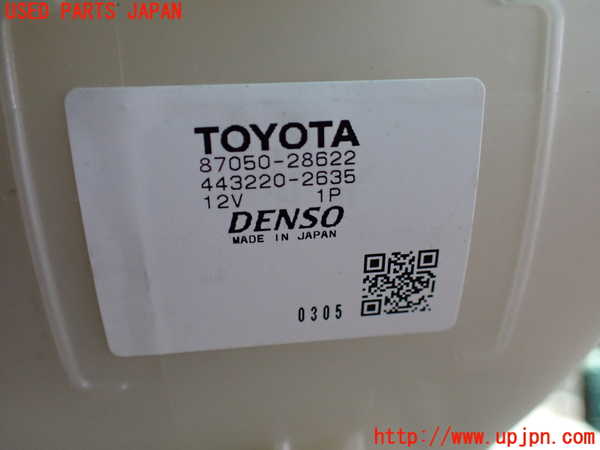 USED PARTS JAPAN
TOYOTA
87050-28622
443220-2635
12V 1P
DENSO
MADE IN JAPAN
0305
http://www.upjpn.com/